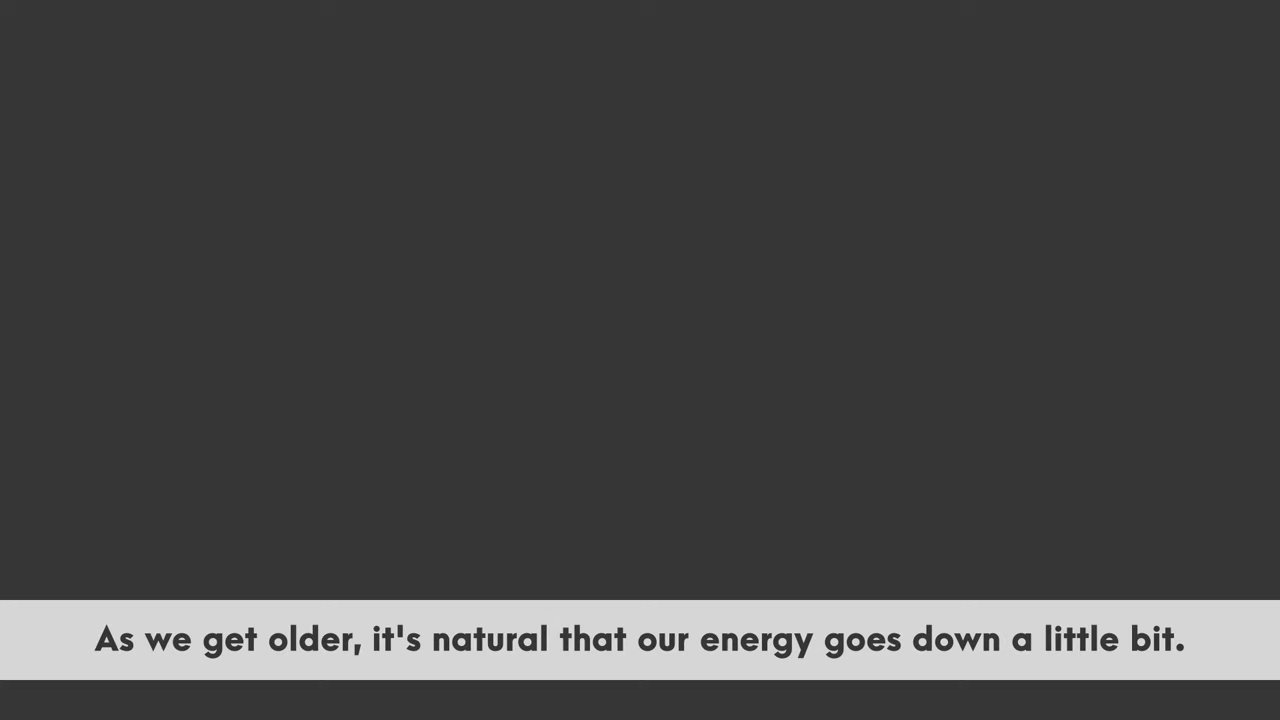 As we get older, it's natural that our energy goes down a little bit.